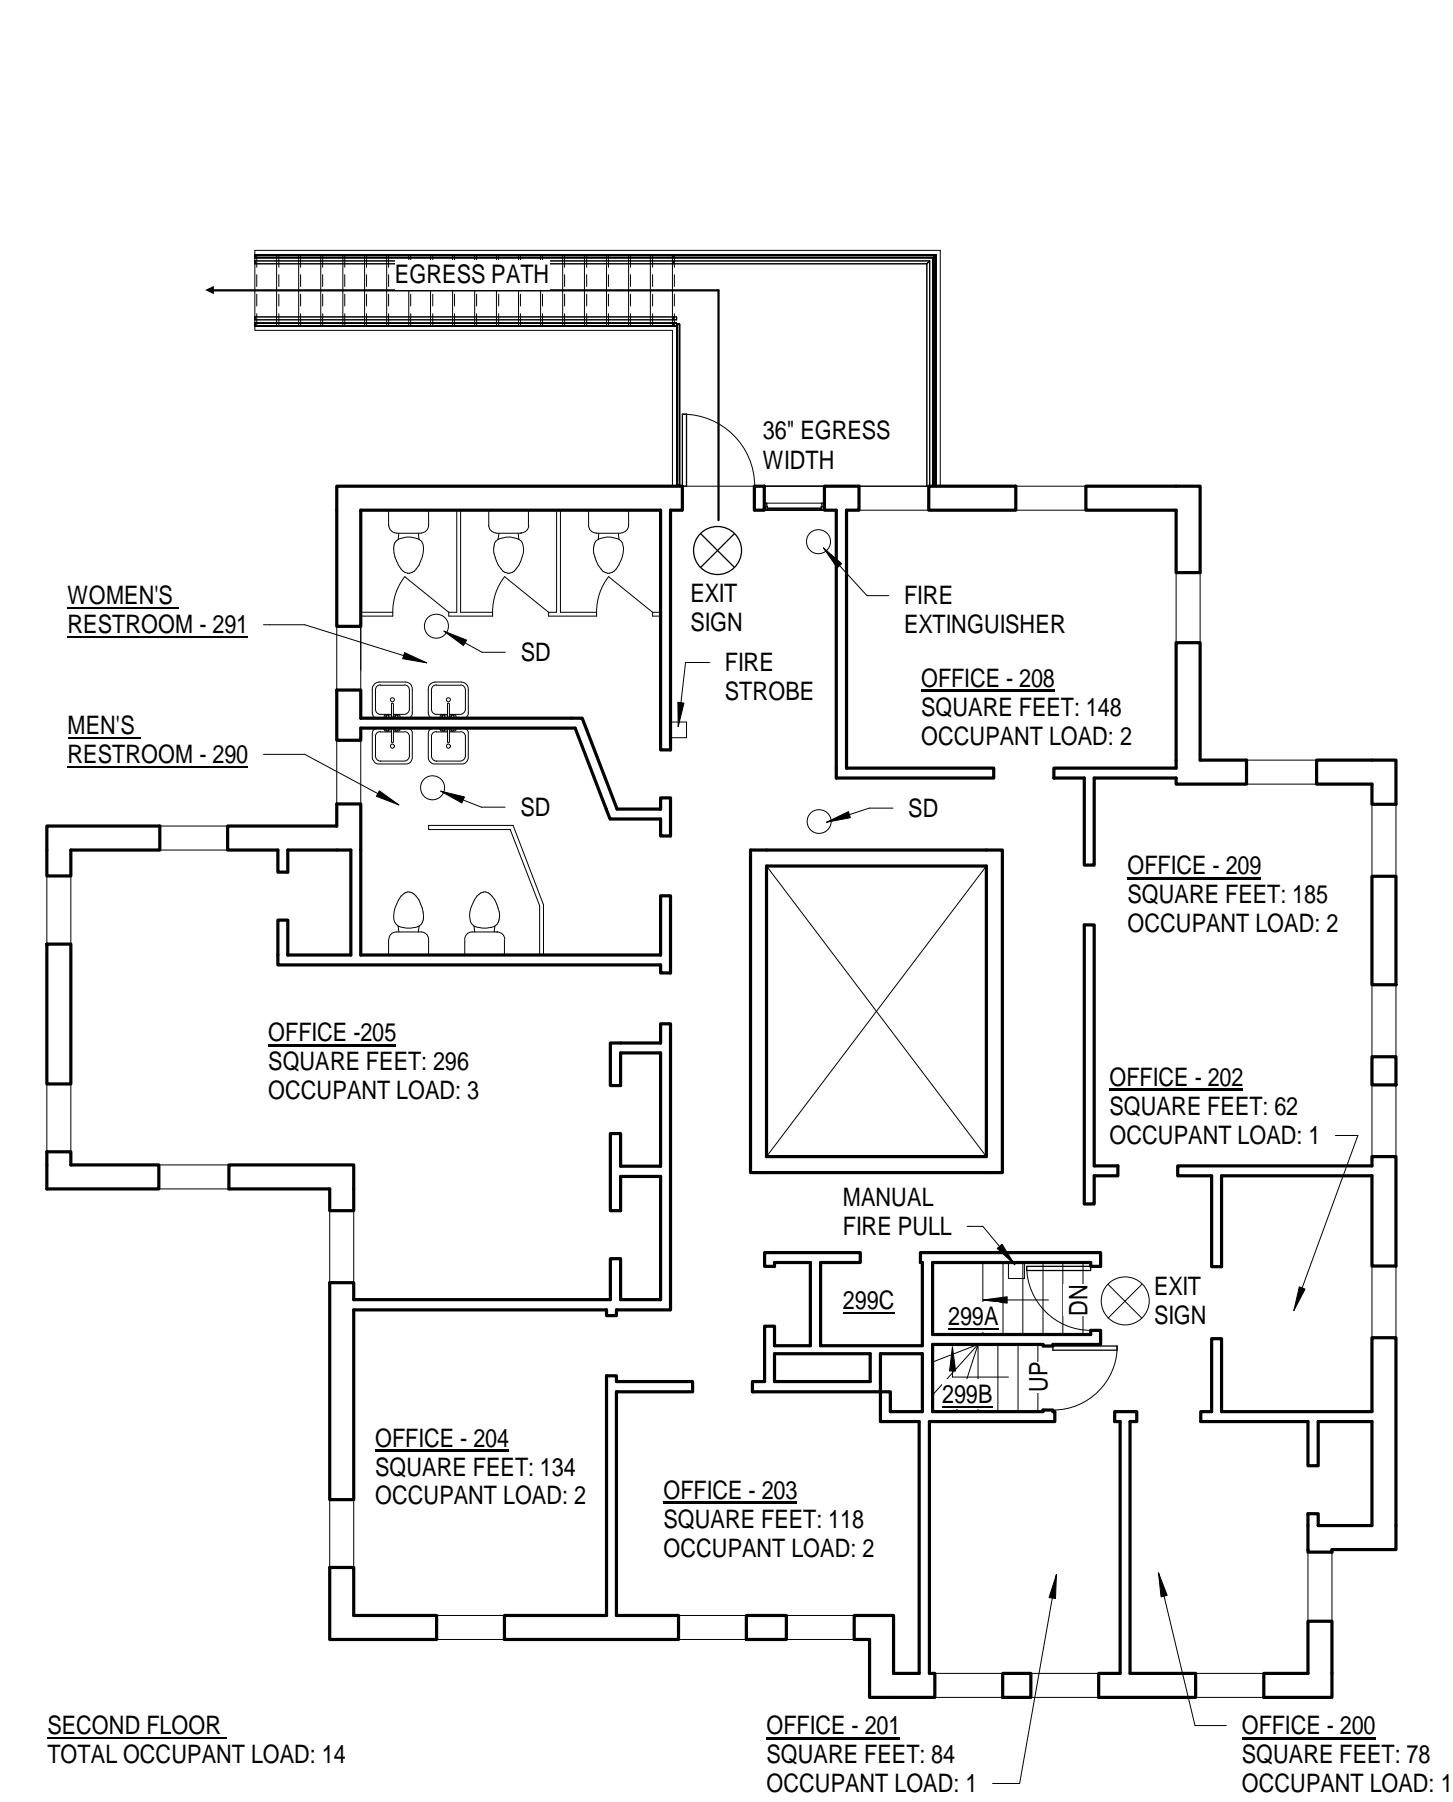 EGRESS PATH
36" EGRESS
WIDTH
EXIT
SIGN
FIRE
EXTINGUISHER
WOMEN'S
RESTROOM - 291
SD
FIRE
STROBE
OFFICE - 208
SQUARE FEET: 148
OCCUPANT LOAD: 2
MEN'S
RESTROOM - 290
SD
SD
OFFICE - 209
SQUARE FEET: 185
OCCUPANT LOAD: 2
OFFICE -205
SQUARE FEET: 296
OCCUPANT LOAD: 3
OFFICE - 202
SQUARE FEET: 62
OCCUPANT LOAD: 1
MANUAL
FIRE PULL
299C
299A
DN
EXIT
SIGN
299B
UP
OFFICE - 204
SQUARE FEET: 134
OCCUPANT LOAD: 2
OFFICE - 203
SQUARE FEET: 118
OCCUPANT LOAD: 2
SECOND FLOOR
TOTAL OCCUPANT LOAD: 14
OFFICE - 201
SQUARE FEET: 84
OCCUPANT LOAD: 1
OFFICE - 200
SQUARE FEET: 78
OCCUPANT LOAD: 1